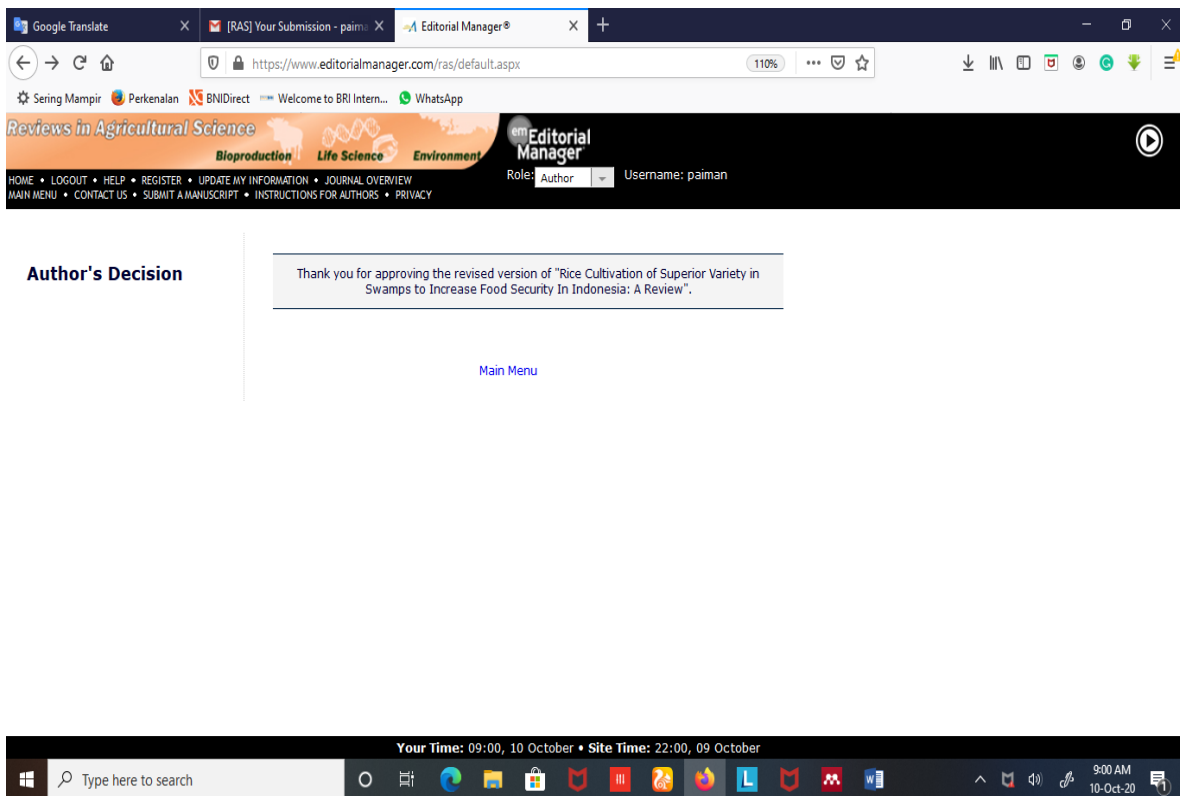 Google Translate
[RAS] Your Submission - paima
Editorial Manager®
https://www.editorialmanager.com/ras/default.aspx
110%
Sering Mampir Perkenalan BNIDirect Welcome to BRI Intern... WhatsApp
Reviews in Agricultural Science
Bioproduction Life Science Environment
em Editorial Manager
HOME • LOGOUT • HELP • REGISTER • UPDATE MY INFORMATION • JOURNAL OVERVIEW
MAIN MENU • CONTACT US • SUBMIT A MANUSCRIPT • INSTRUCTIONS FOR AUTHORS • PRIVACY
Role: Author Username: paiman
Author's Decision
Thank you for approving the revised version of "Rice Cultivation of Superior Variety in
Swamps to Increase Food Security In Indonesia: A Review".
Main Menu
Your Time: 09:00, 10 October • Site Time: 22:00, 09 October
Type here to search
L
W
9:00 AM
10-Oct-20
1